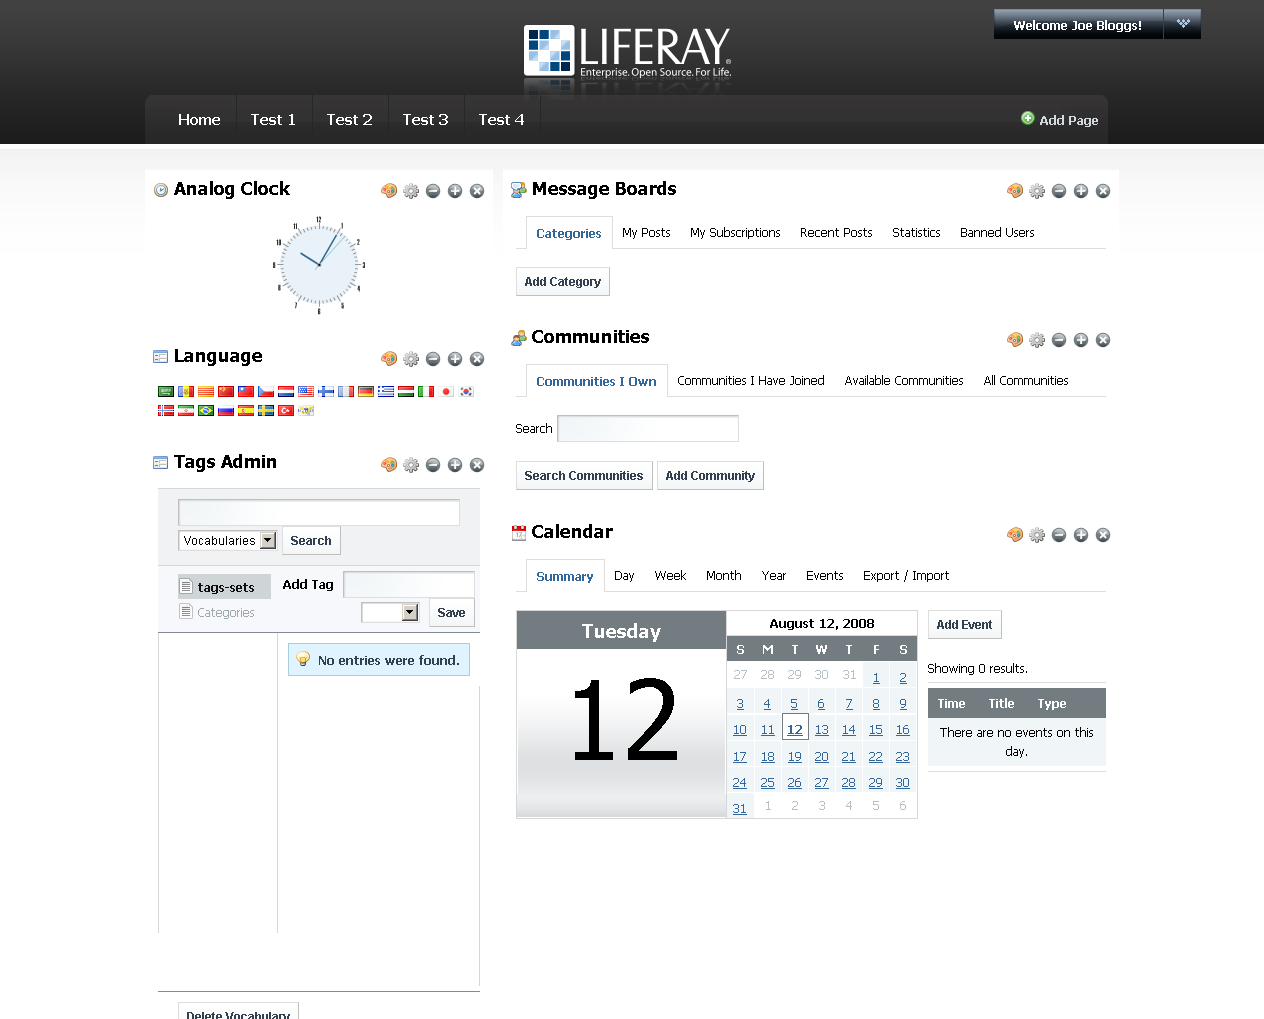 Welcome Joe Bloggs!
LIFERAY.
Enterprise. Open Source. For Life.
Home Test 1 Test 2 Test 3 Test 4
Add Page
Analog Clock
12 1 2 3 4 5 6 7 8 9 10 11
Language
Tags Admin
Vocabularies Search
tags-sets Add Tag
Categories Save
No entries were found.
Delete Vocabulary
Message Boards
Categories My Posts My Subscriptions Recent Posts Statistics Banned Users
Add Category
Communities
Communities I Own Communities I Have Joined Available Communities All Communities
Search
Search Communities Add Community
Calendar
Summary Day Week Month Year Events Export / Import
Tuesday
12
August 12, 2008
S M T W T F S
27 28 29 30 31 1 2
3 4 5 6 7 8 9
10 11 12 13 14 15 16
17 18 19 20 21 22 23
24 25 26 27 28 29 30
31 1 2 3 4 5 6
Add Event
Showing 0 results.
Time Title Type
There are no events on this
day.